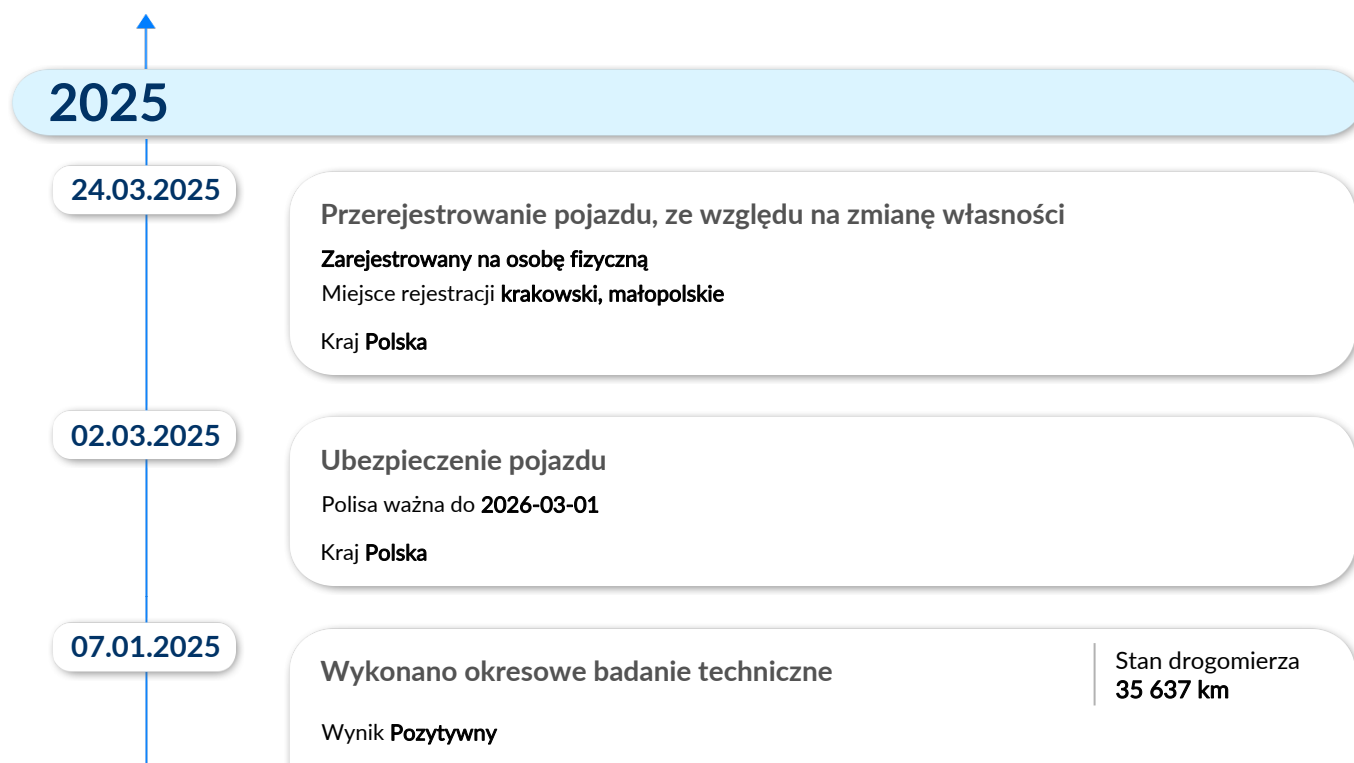 2025
24.03.2025
Przerejestrowanie pojazdu, ze względu na zmianę własności
Zarejestrowany na osobę fizyczną
Miejsce rejestracji krakowski, małopolskie
Kraj Polska
02.03.2025
Ubezpieczenie pojazdu
Polisa ważna do 2026-03-01
Kraj Polska
07.01.2025
Wykonano okresowe badanie techniczne
Stan drogomierza
35 637 km
Wynik Pozytywny